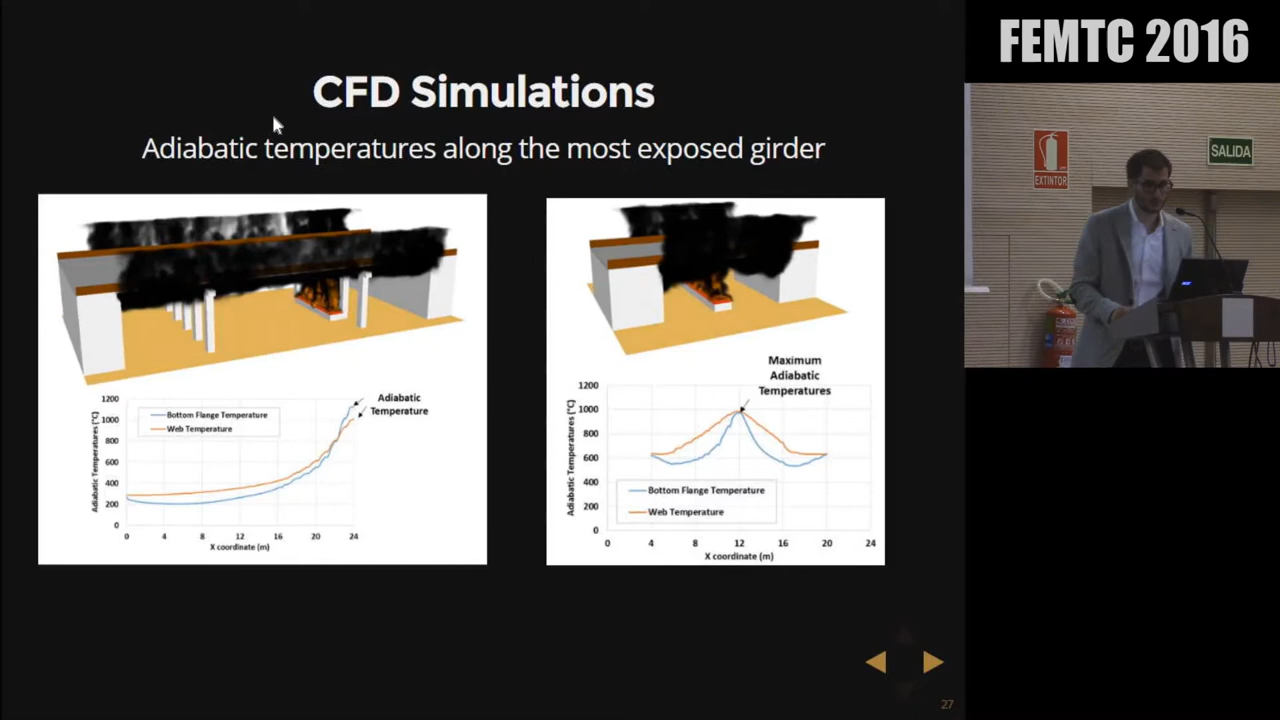 FEMTC 2016
CFD Simulations
Adiabatic temperatures along the most exposed girder
EXTINTOR
SALIDA
Adiabatic
Temperature
Bottom Flange Temperature
Web Temperature
Adiabatic Temperatures (°C)
1200
1000
800
600
400
200
0
0 4 8 12 16 20 24
X coordinate (m)
Maximum
Adiabatic
Temperatures
Adiabatic Temperatures (°C)
1200
1000
800
600
400
200
0
Bottom Flange Temperature
Web Temperature
0 4 8 12 16 20 24
X coordinate (m)
27